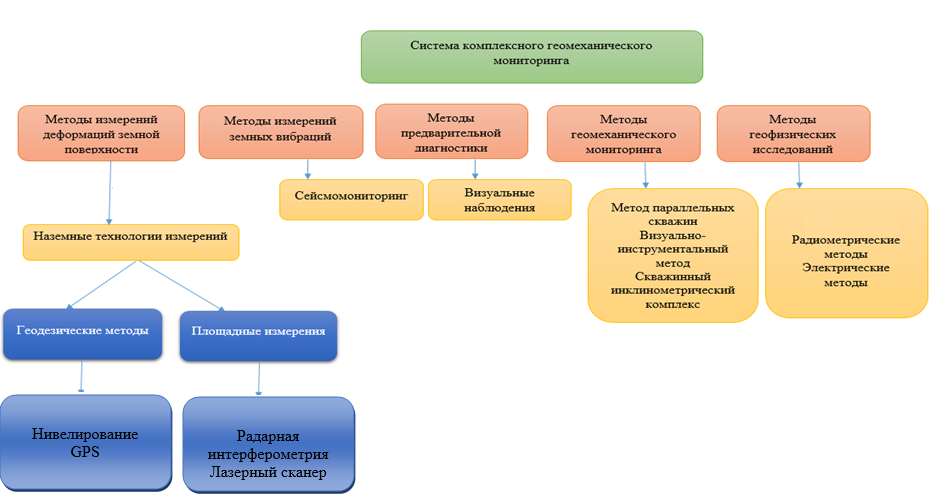 Система комплексного геомеханического
мониторинга
Методы измерений
деформаций земной
поверхности
Методы измерений
земных вибраций
Методы
предварительной
диагностики
Методы
геомеханического
мониторинга
Методы
геофизических
исследований
Сейсмомониторинг
Визуальные
наблюдения
Метод параллельных
скважин
Визуально-
инструментальный
метод
Скважинный
инклинометрический
комплекс
Радиометрические
методы
Электрические
методы
Наземные технологии измерений
Геодезические методы
Площадные измерения
Нивелирование
GPS
Радарная
интерферометрия
Лазерный сканер